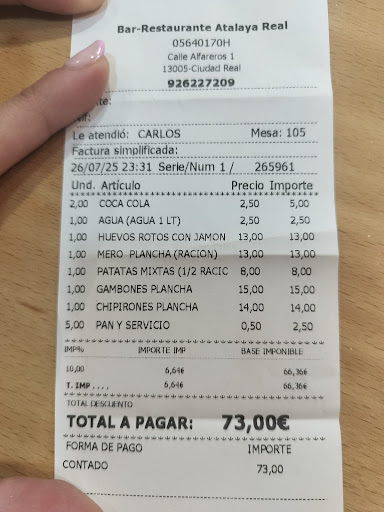 Bar-Restaurante Atalaya Real
05640170H
Calle Alfareros 1
13005-Ciudad Real
926227209
nte:
Le atendió: CARLOS Mesa: 105
Factura simplificada:
26/07/25 23:31 Serie/Num 1 / 265961
Und. Artículo Precio Importe
2,00 COCA COLA 2,50 5,00
1,00 AGUA (AGUA 1 LT) 2,50 2,50
1,00 HUEVOS ROTOS CON JAMON 13,00 13,00
1,00 MERO PLANCHA (RACION) 13,00 13,00
1,00 PATATAS MIXTAS (1/2 RACIC 8,00 8,00
1,00 GAMBONES PLANCHA 15,00 15,00
1,00 CHIPIRONES PLANCHA 14,00 14,00
5,00 PAN Y SERVICIO 0,50 2,50
IMP% IMPORTE IMP BASE IMPONIBLE
10,00 6,64€ 66,36€
T. IMP .... 6,64€ 66,36€
TOTAL DESCUENTO
TOTAL A PAGAR: 73,00€
FORMA DE PAGO IMPORTE
CONTADO 73,00